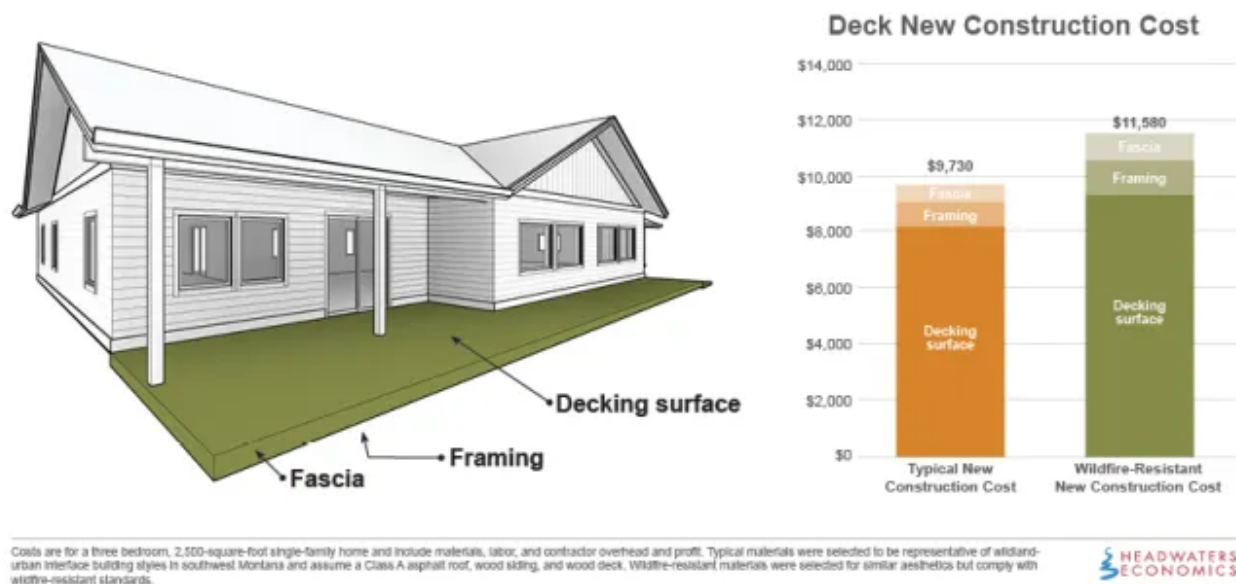 Deck New Construction Cost
$14,000
$12,000
$10,000
$8,000
$6,000
$4,000
$2,000
$0
$9,730
Fascia
Framing
Decking
surface
$11,580
Fascia
Framing
Decking
surface
Typical New
Construction Cost
Wildfire-Resistant
New Construction Cost
Decking surface
Framing
Fascia
Costs are for a three bedroom, 2,500-square-foot single-family home and include materials, labor, and contractor overhead and profit. Typical materials were selected to be representative of wildland-
urban interface building styles in southwest Montana and assume a Class A asphalt roof, wood siding, and wood deck. Wildfire-resistant materials were selected for similar aesthetics but comply with
wildfire-resistant standards.
HEADWATERS
ECONOMICS